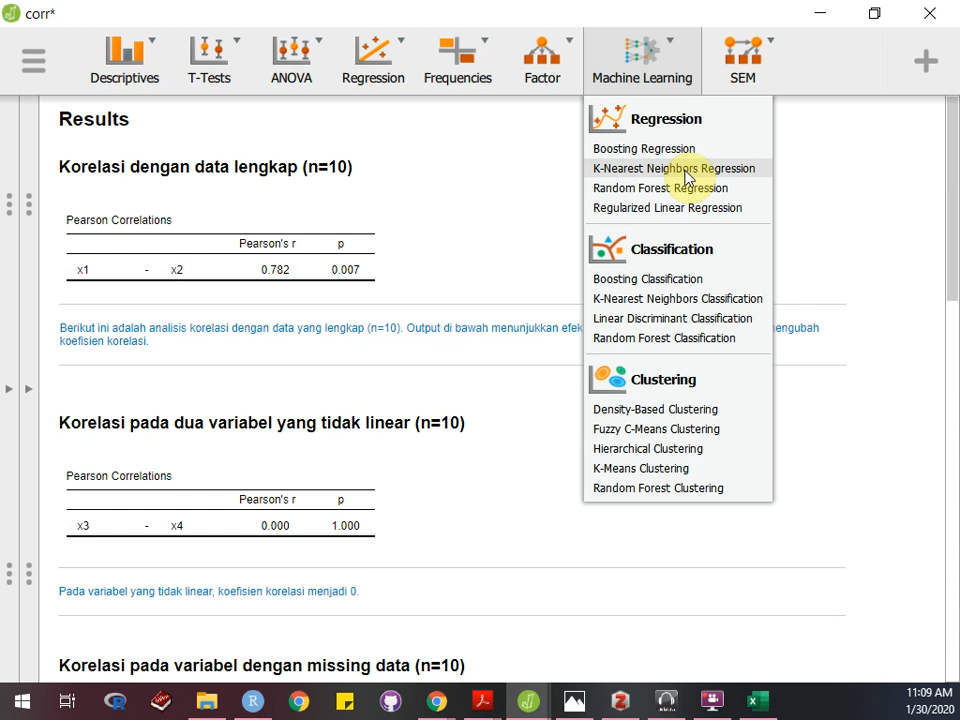 corr*
Descriptives
T-Tests
ANOVA
Regression
Frequencies
Factor
Machine Learning
SEM
Results
Korelasi dengan data lengkap (n=10)
Pearson Correlations
Pearson's r p
x1 - x2 0.782 0.007
Berikut ini adalah analisis korelasi dengan data yang lengkap (n=10). Output di bawah menunjukkan efek
engubah
koefisien korelasi.
Korelasi pada dua variabel yang tidak linear (n=10)
Pearson Correlations
Pearson's r p
x3 - x4 0.000 1.000
Pada variabel yang tidak linear, koefisien korelasi menjadi 0.
Korelasi pada variabel dengan missing data (n=10)
Regression
Boosting Regression
K-Nearest Neighbors Regression
Random Forest Regression
Regularized Linear Regression
Classification
Boosting Classification
K-Nearest Neighbors Classification
Linear Discriminant Classification
Random Forest Classification
Clustering
Density-Based Clustering
Fuzzy C-Means Clustering
Hierarchical Clustering
K-Means Clustering
Random Forest Clustering
11:09 AM
1/30/2020